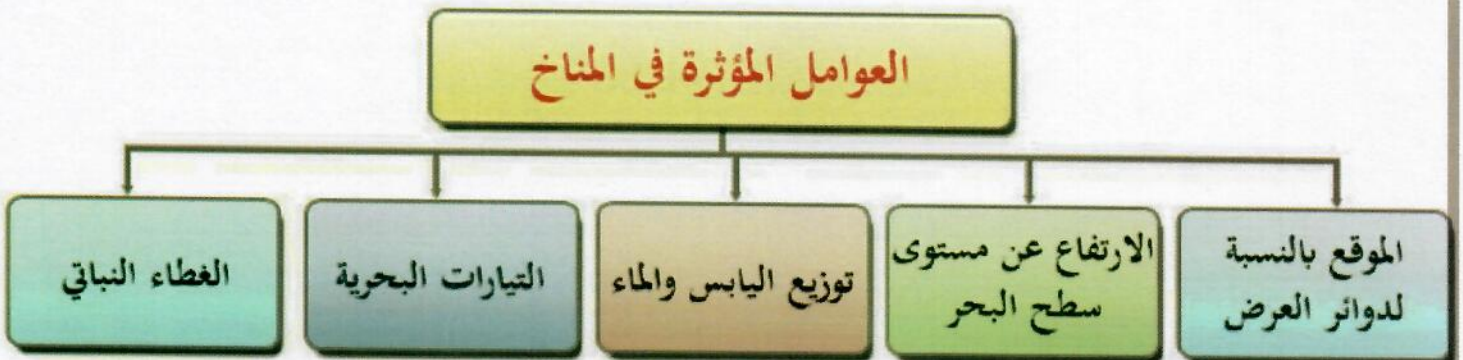 العوامل المؤثرة في المناخ
الموقع بالنسبة
لدوائر العرض
الارتفاع عن مستوى
سطح البحر
توزيع اليابس والماء
التيارات البحرية
الغطاء النباتي